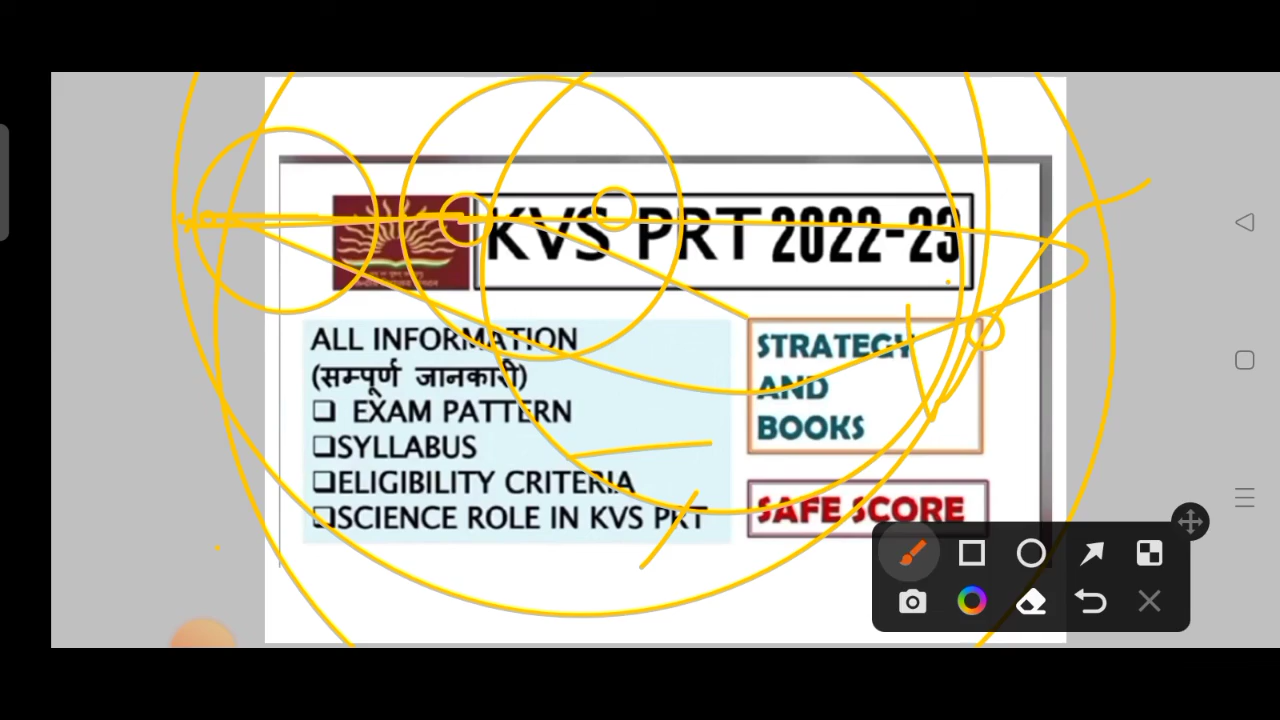 KVS PRT 2022-23
ALL INFORMATION
(सम्पूर्ण जानकारी)
❑ EXAM PATTERN
❑SYLLABUS
❑ELIGIBILITY CRITERIA
❑SCIENCE ROLE IN KVS PRT
STRATEGY
AND
BOOKS
SAFE SCORE